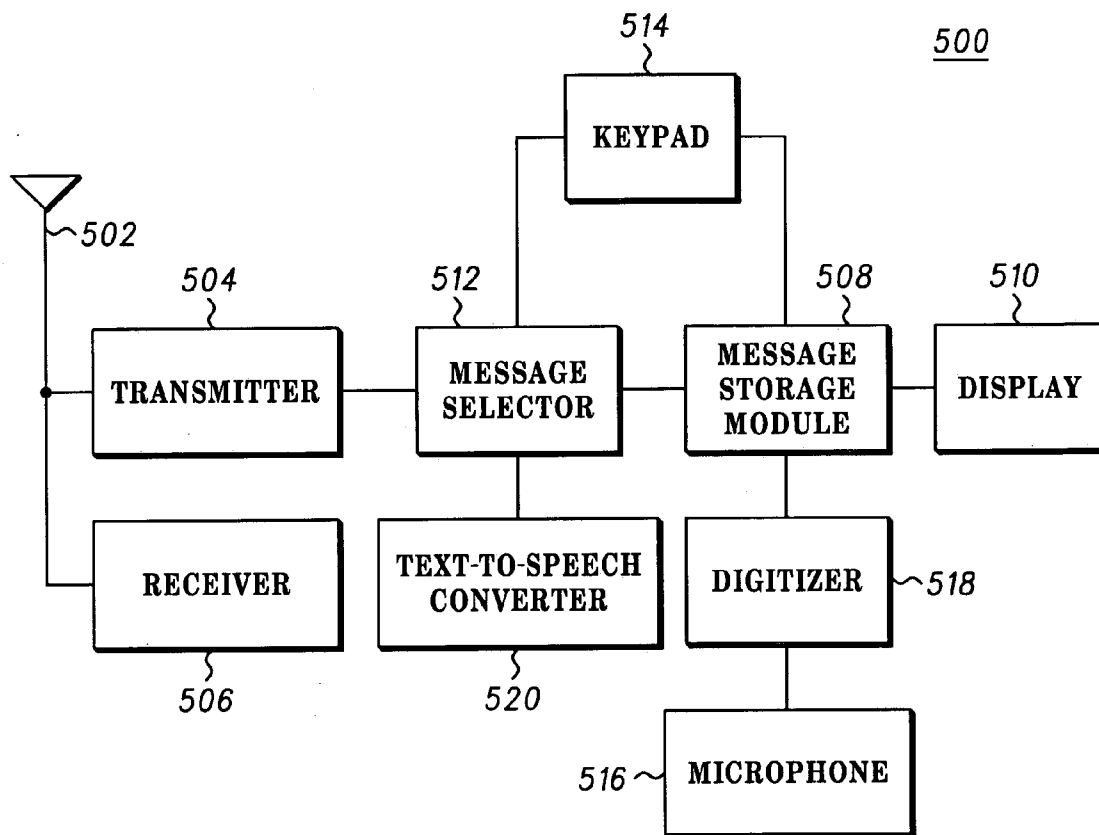 514
500
KEYPAD
502
504
512
508
510
TRANSMITTER
MESSAGE
SELECTOR
MESSAGE
STORAGE
MODULE
DISPLAY
RECEIVER
TEXT-TO-SPEECH
CONVERTER
DIGITIZER
518
506
520
516
MICROPHONE